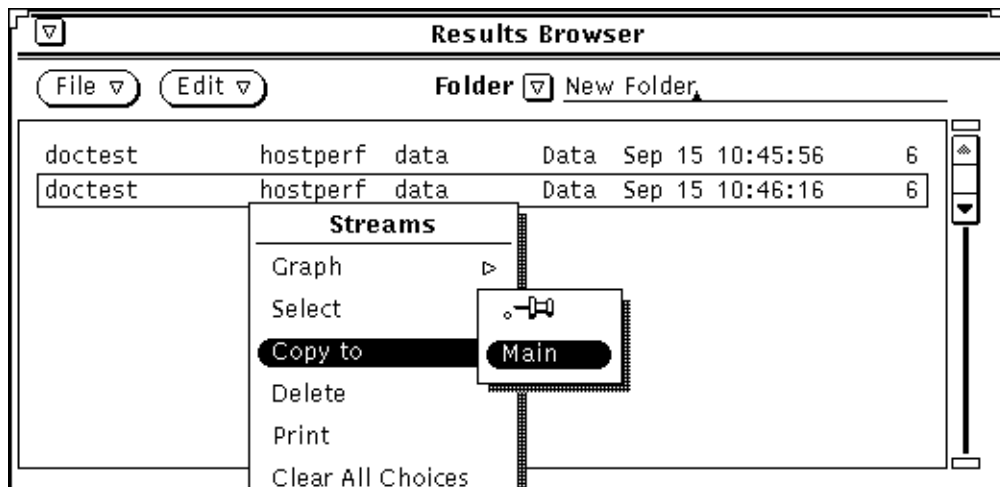 Results Browser
File Edit Folder New Folder
doctest hostperf data Data Sep 15 10:45:56 6
doctest hostperf data Data Sep 15 10:46:16 6
Streams
Graph
Select
Copy to
Main
Delete
Print
Clear All Choices